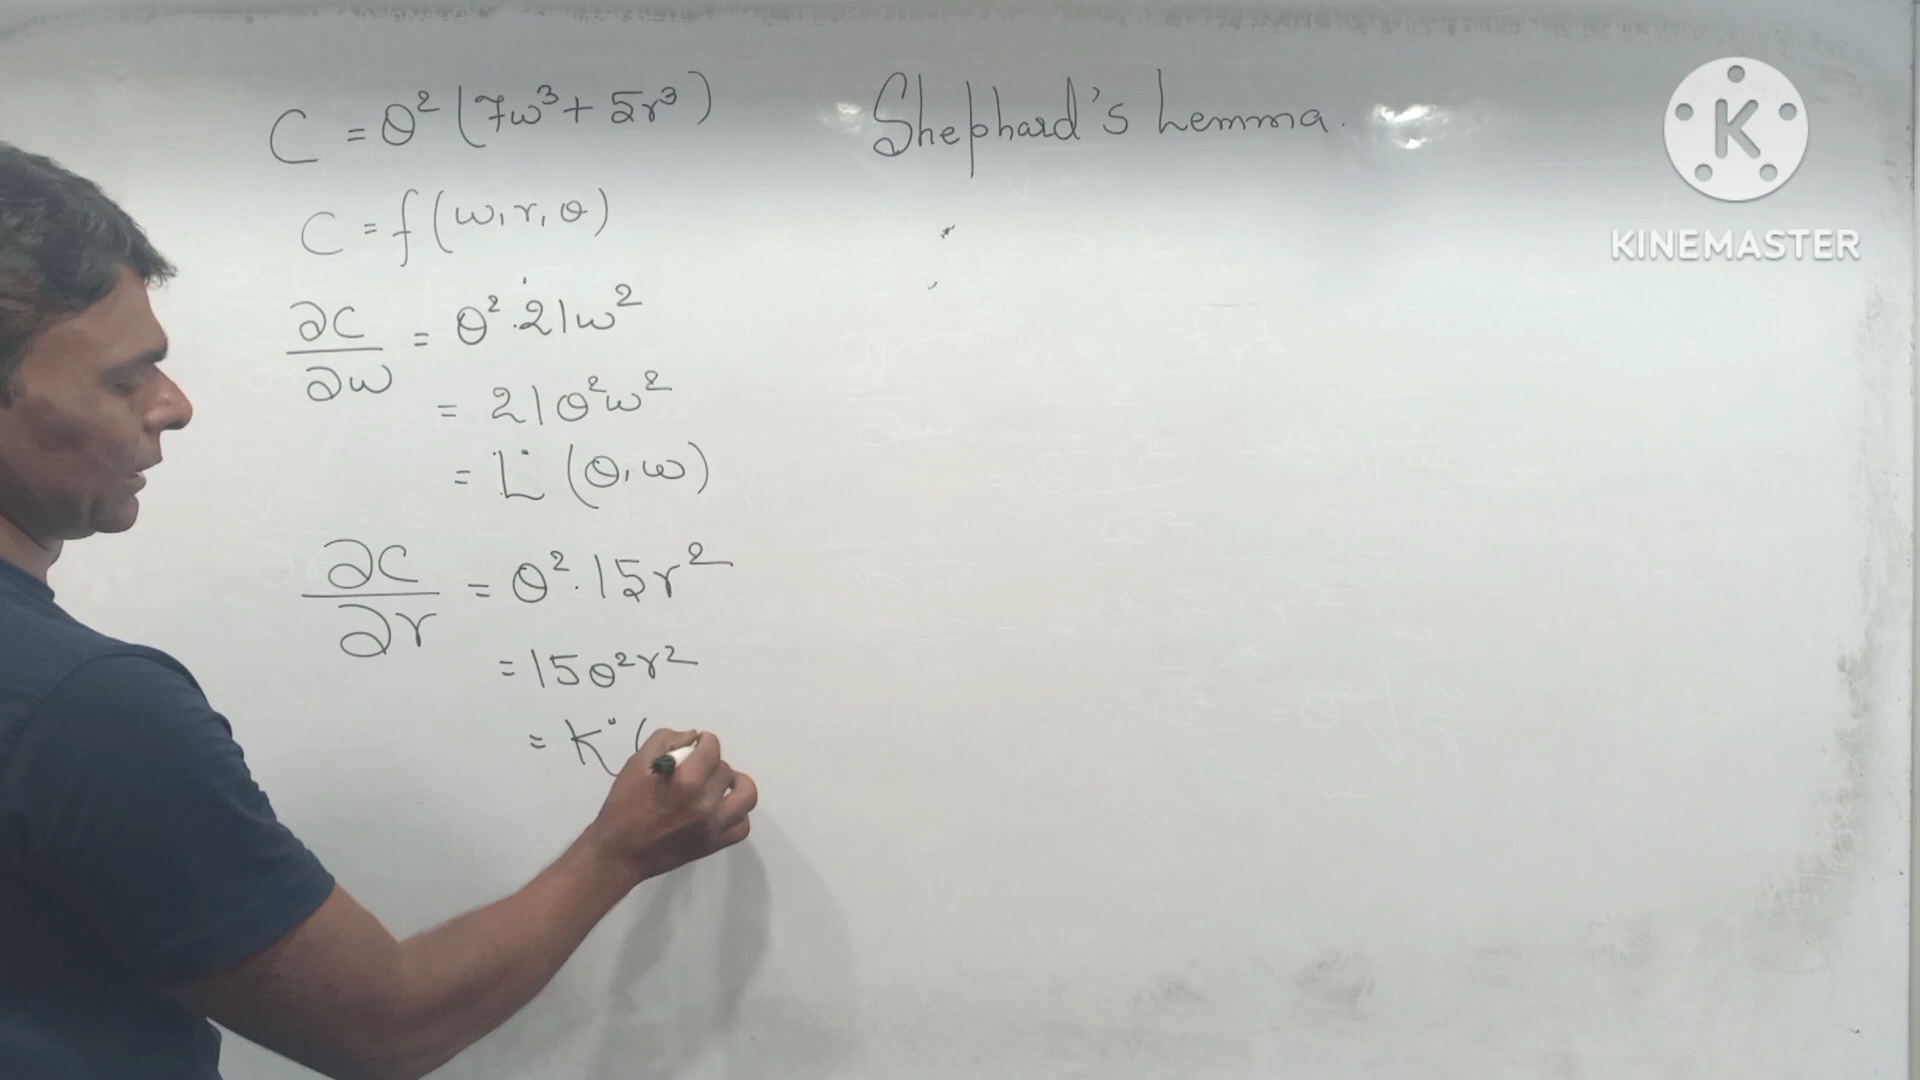 C = θ² (7w³ + 5r³)
Shephard's Lemma.
C = f (w, r, θ)
∂C/∂w = θ² . 21w²
= 21θ²w²
= L (θ, w)
∂C/∂r = θ² . 15r²
= 15θ²r²
= K (
K
KINEMASTER